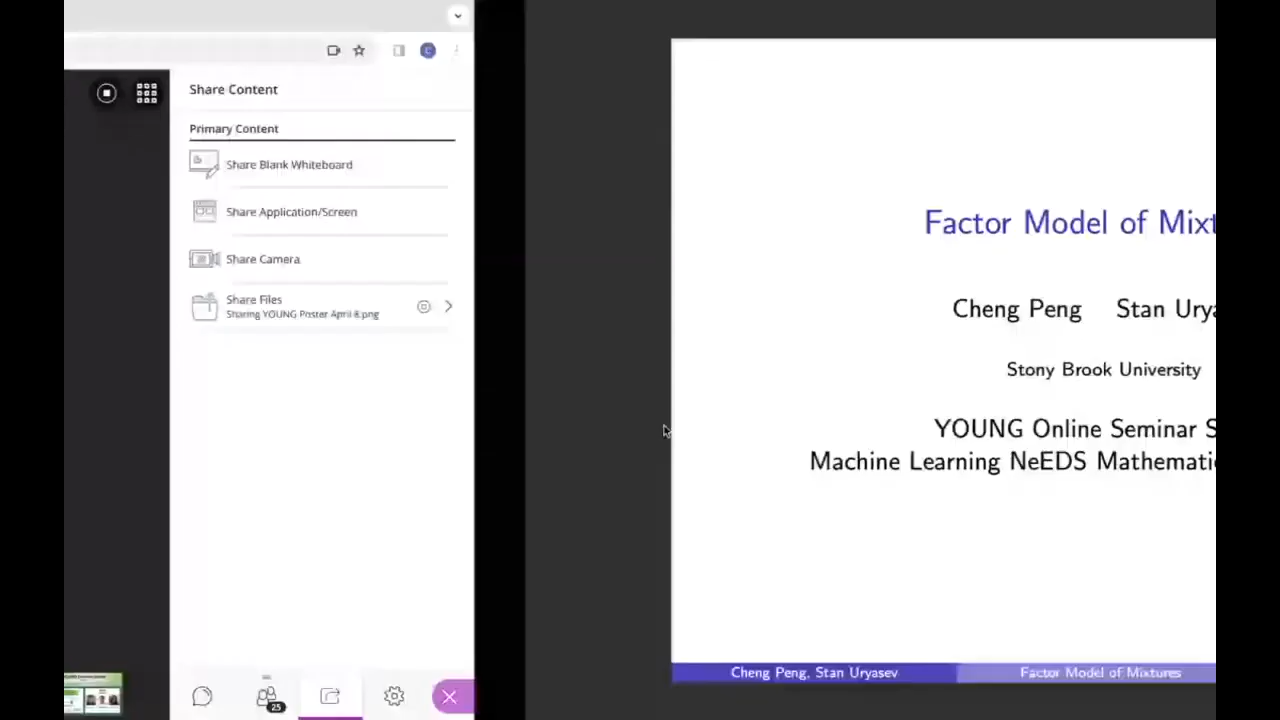 Share Content
Primary Content
Share Blank Whiteboard
Share Application/Screen
Share Camera
Share Files
Sharing YOUNG Poster April 8.png
25
Factor Model of Mixt
Cheng Peng Stan Urya
Stony Brook University
YOUNG Online Seminar S
Machine Learning NeEDS Mathemati
Cheng Peng, Stan Uryasev
Factor Model of Mixtures